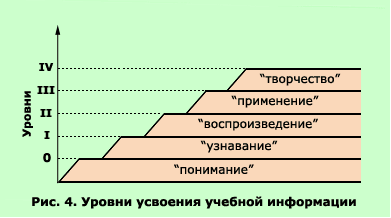 Уровни
IV
“творчество”
III
“применение”
II
“воспроизведение”
I
“узнавание”
0
“понимание”
Рис. 4. Уровни усвоения учебной информации